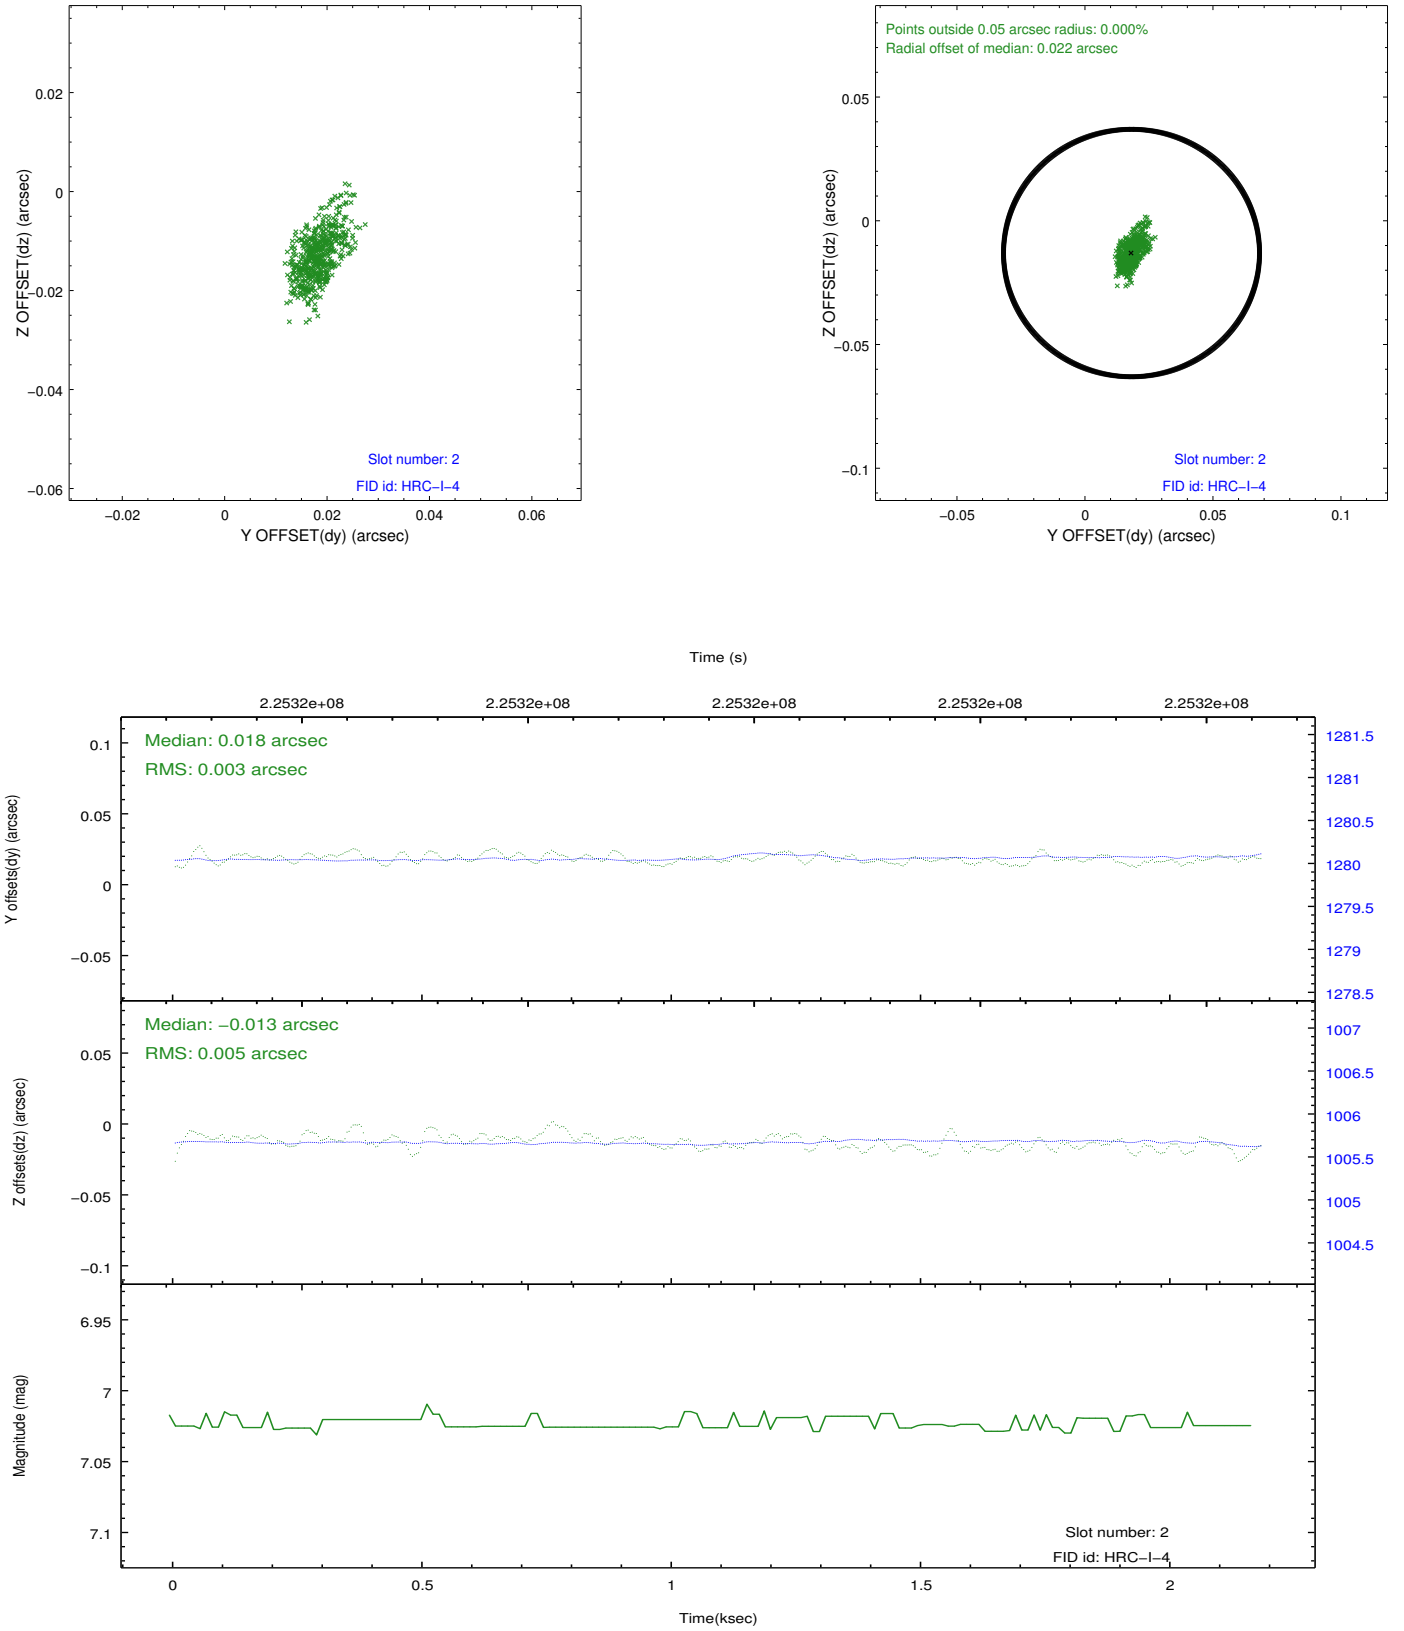 0.02
0
−0.02
−0.04
−0.06
Z OFFSET(dz) (arcsec)
Slot number: 2
FID id: HRC−I−4
−0.02
0
0.02
0.04
0.06
Y OFFSET(dy) (arcsec)
Points outside 0.05 arcsec radius: 0.000%
Radial offset of median: 0.022 arcsec
0.05
0
−0.05
−0.1
Z OFFSET(dz) (arcsec)
Slot number: 2
FID id: HRC−I−4
−0.05
0
0.05
0.1
Y OFFSET(dy) (arcsec)
Time (s)
2.2532e+08
2.2532e+08
2.2532e+08
2.2532e+08
2.2532e+08
Median: 0.018 arcsec
RMS: 0.003 arcsec
0.1
0.05
0
−0.05
Y offsets(dy) (arcsec)
1281.5
1281
1280.5
1280
1279.5
1279
1278.5
Median: −0.013 arcsec
RMS: 0.005 arcsec
0.05
0
−0.05
−0.1
Z offsets(dz) (arcsec)
1007
1006.5
1006
1005.5
1005
1004.5
6.95
7
7.05
7.1
Magnitude (mag)
Slot number: 2
FID id: HRC−I−4
0
0.5
1
1.5
2
Time(ksec)